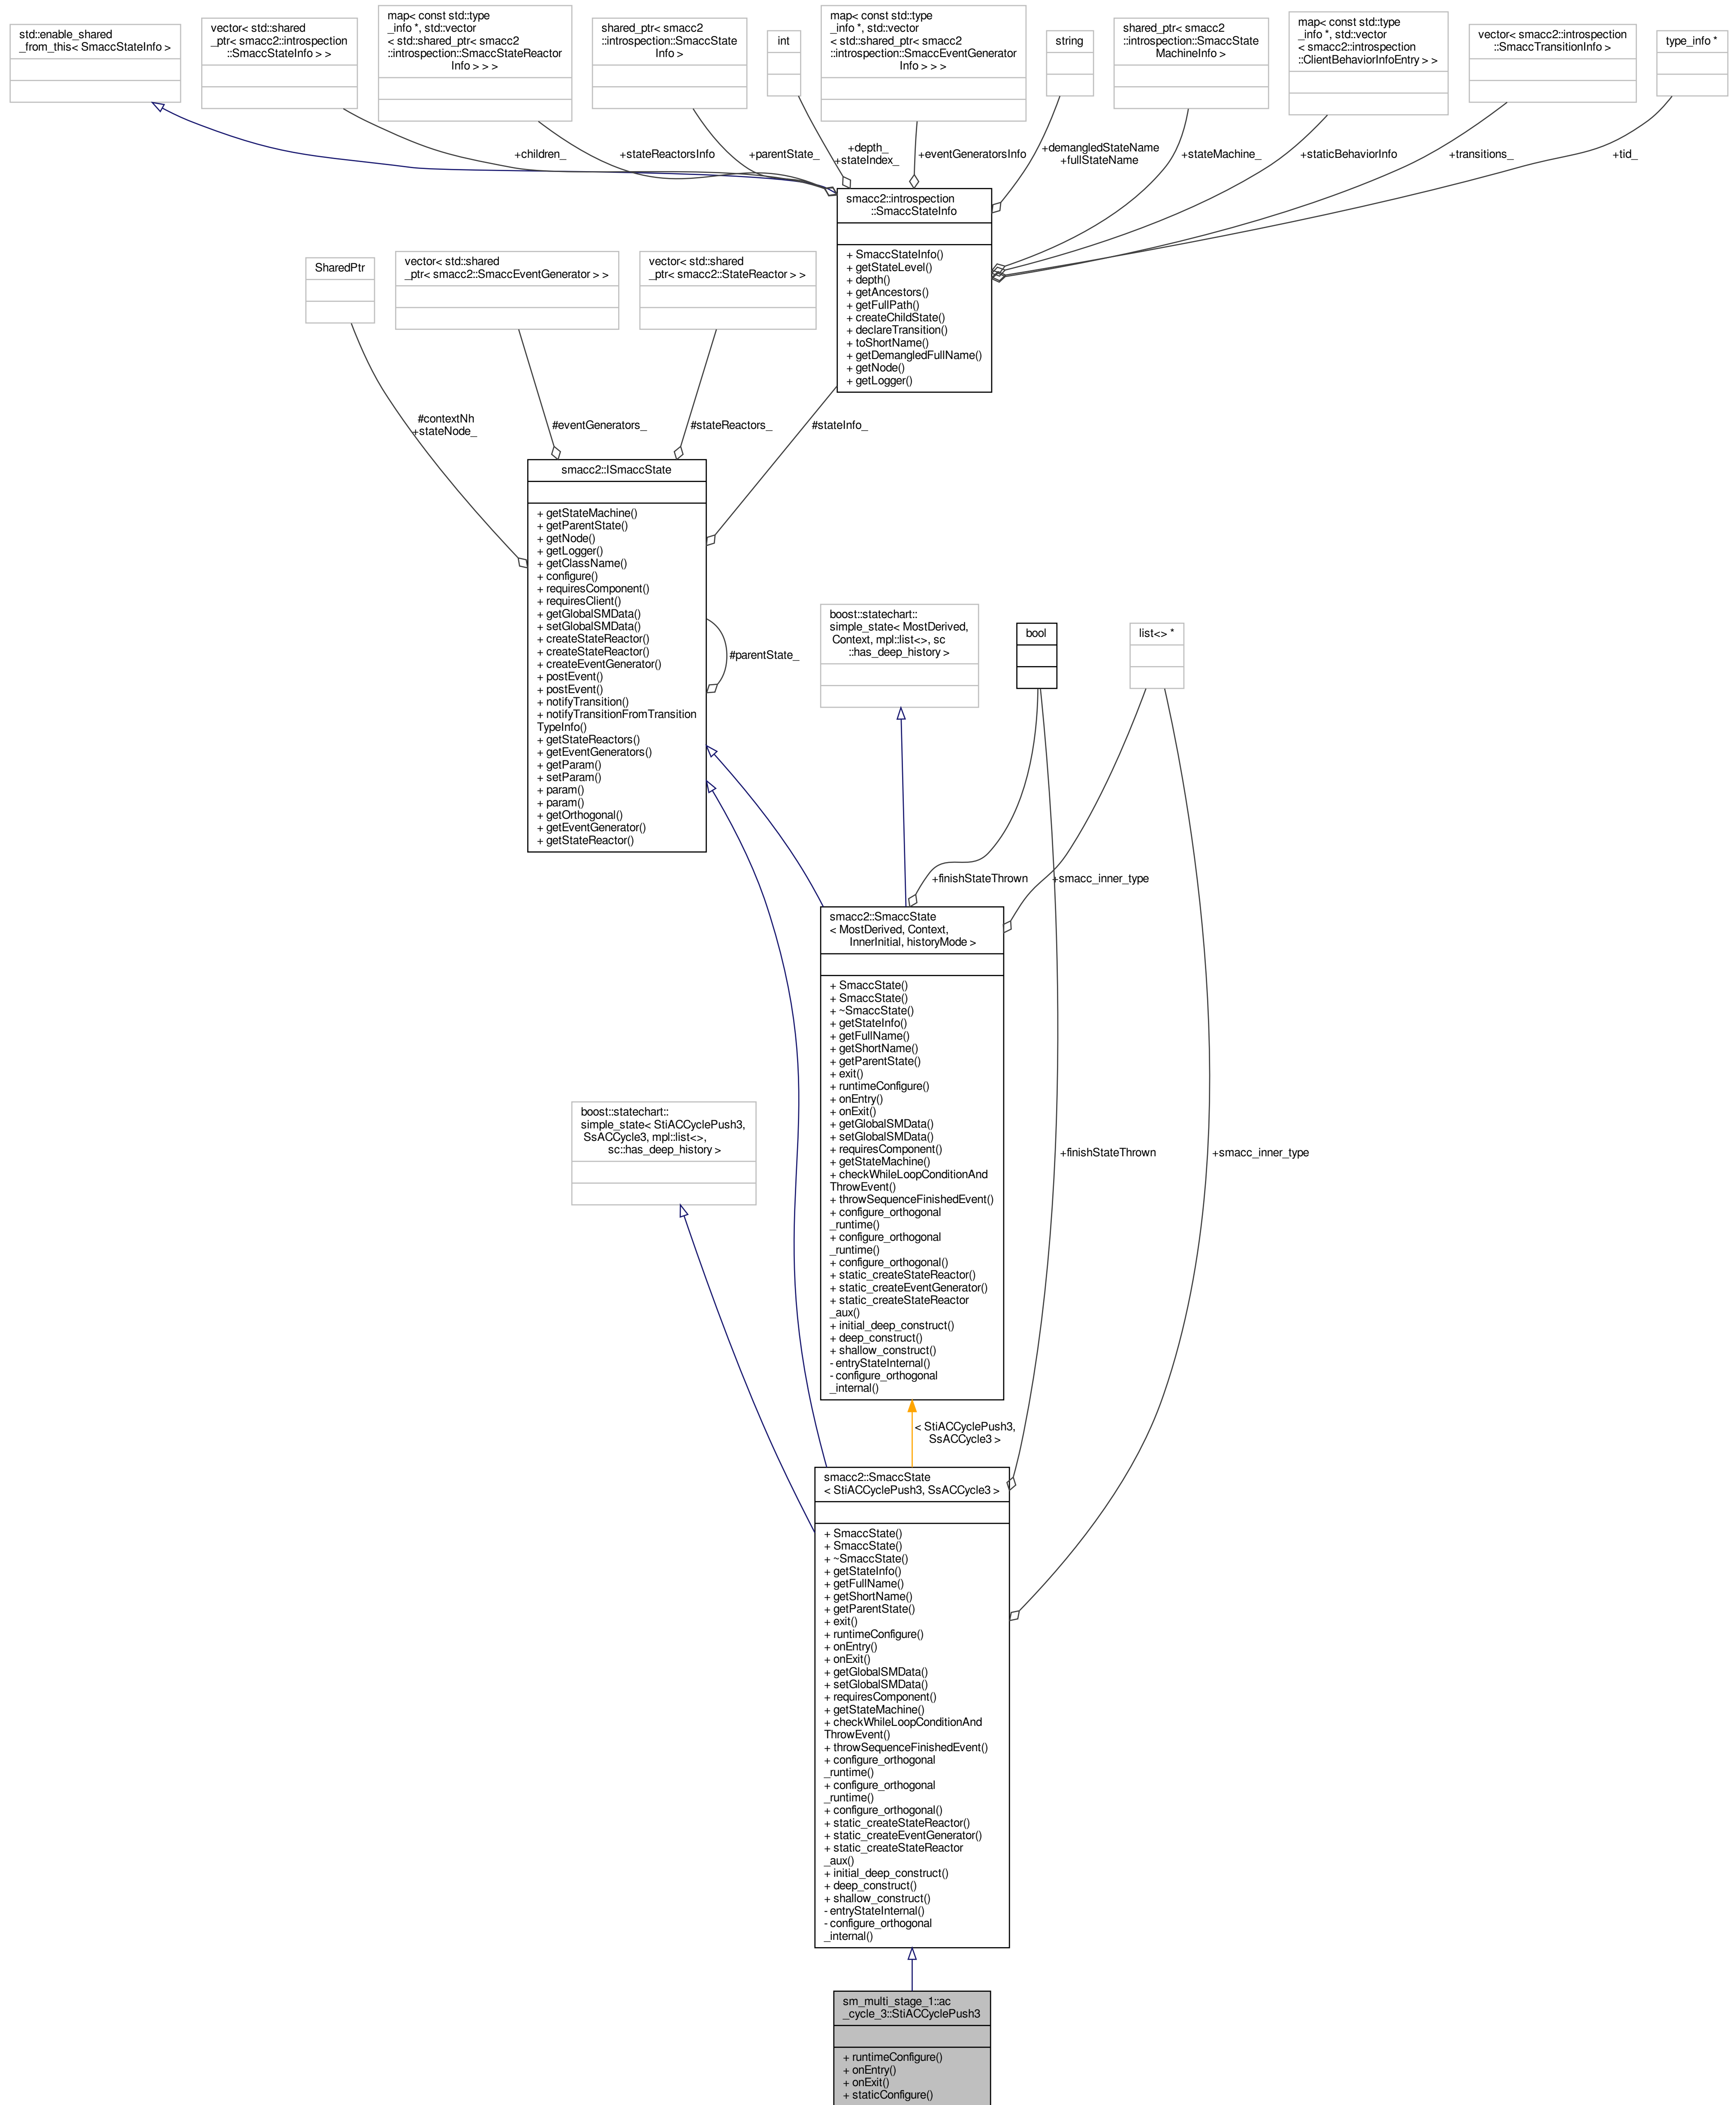 std::enable_shared
_from_this< SmaccStateInfo >
vector< std::shared
_ptr< smacc2::introspection
::SmaccStateInfo > >
map< const std::type
_info *, std::vector
< std::shared_ptr< smacc2
::introspection::SmaccStateReactor
Info > > >
shared_ptr< smacc2
::introspection::SmaccState
Info >
int
map< const std::type
_info *, std::vector
< std::shared_ptr< smacc2
::introspection::SmaccEventGenerator
Info > > >
string
shared_ptr< smacc2
::introspection::SmaccState
MachineInfo >
map< const std::type
_info *, std::vector
< smacc2::introspection
::ClientBehaviorInfoEntry > >
vector< smacc2::introspection
::SmaccTransitionInfo >
type_info *
+children_
+stateReactorsInfo
+parentState_
+depth_
+stateIndex_
+eventGeneratorsInfo
+demangledStateName
+fullStateName
+stateMachine_
+staticBehaviorInfo
+transitions_
+tid_
smacc2::introspection
::SmaccStateInfo
+ SmaccStateInfo()
+ getStateLevel()
+ depth()
+ getAncestors()
+ getFullPath()
+ createChildState()
+ declareTransition()
+ toShortName()
+ getDemangledFullName()
+ getNode()
+ getLogger()
SharedPtr
vector< std::shared
_ptr< smacc2::SmaccEventGenerator > >
vector< std::shared
_ptr< smacc2::StateReactor > >
#contextNh
+stateNode_
#eventGenerators_
#stateReactors_
#stateInfo_
smacc2::ISmaccState
+ getStateMachine()
+ getParentState()
+ getNode()
+ getLogger()
+ getClassName()
+ configure()
+ requiresComponent()
+ requiresClient()
+ getGlobalSMData()
+ setGlobalSMData()
+ createStateReactor()
+ createStateReactor()
+ createEventGenerator()
+ postEvent()
+ postEvent()
+ notifyTransition()
+ notifyTransitionFromTransition
TypeInfo()
+ getStateReactors()
+ getEventGenerators()
+ getParam()
+ setParam()
+ param()
+ param()
+ getOrthogonal()
+ getEventGenerator()
+ getStateReactor()
#parentState_
boost::statechart::
simple_state< MostDerived,
Context, mpl::list<>, sc
::has_deep_history >
bool
list<> *
+finishStateThrown
+smacc_inner_type
smacc2::SmaccState
< MostDerived, Context,
InnerInitial, historyMode >
+ SmaccState()
+ SmaccState()
+ ~SmaccState()
+ getStateInfo()
+ getFullName()
+ getShortName()
+ getParentState()
+ exit()
+ runtimeConfigure()
+ onEntry()
+ onExit()
+ getGlobalSMData()
+ setGlobalSMData()
+ requiresComponent()
+ getStateMachine()
+ checkWhileLoopConditionAnd
ThrowEvent()
+ throwSequenceFinishedEvent()
+ configure_orthogonal
_runtime()
+ configure_orthogonal
_runtime()
+ configure_orthogonal()
+ static_createStateReactor()
+ static_createEventGenerator()
+ static_createStateReactor
_aux()
+ initial_deep_construct()
+ deep_construct()
+ shallow_construct()
- entryStateInternal()
- configure_orthogonal
_internal()
boost::statechart::
simple_state< StiACCyclePush3,
SsACCycle3, mpl::list<>,
sc::has_deep_history >
+finishStateThrown
+smacc_inner_type
< StiACCyclePush3,
SsACCycle3 >
smacc2::SmaccState
< StiACCyclePush3, SsACCycle3 >
+ SmaccState()
+ SmaccState()
+ ~SmaccState()
+ getStateInfo()
+ getFullName()
+ getShortName()
+ getParentState()
+ exit()
+ runtimeConfigure()
+ onEntry()
+ onExit()
+ getGlobalSMData()
+ setGlobalSMData()
+ requiresComponent()
+ getStateMachine()
+ checkWhileLoopConditionAnd
ThrowEvent()
+ throwSequenceFinishedEvent()
+ configure_orthogonal
_runtime()
+ configure_orthogonal
_runtime()
+ configure_orthogonal()
+ static_createStateReactor()
+ static_createEventGenerator()
+ static_createStateReactor
_aux()
+ initial_deep_construct()
+ deep_construct()
+ shallow_construct()
- entryStateInternal()
- configure_orthogonal
_internal()
sm_multi_stage_1::ac
_cycle_3::StiACCyclePush3
+ runtimeConfigure()
+ onEntry()
+ onExit()
+ staticConfigure()